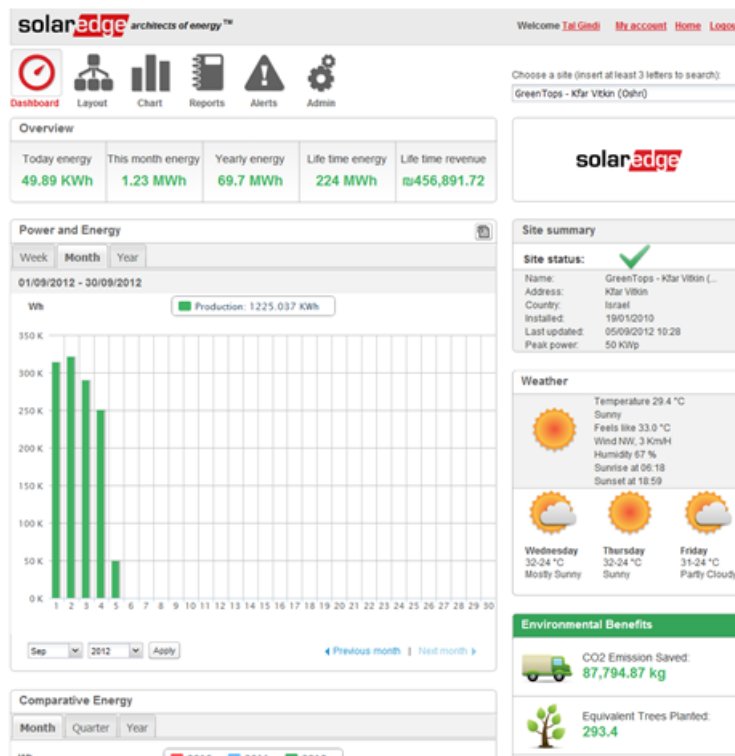 solaredge architects of energy™
Welcome Tal Gindi My account Home
Choose a site (insert at least 3 letters to search):
GreenTops - Kfar Vitkin (Oshri)
Dashboard Layout Chart Reports Alerts Admin
Overview
Today energy This month energy Yearly energy Life time energy Life time revenue
49.89 KWh 1.23 MWh 69.7 MWh 224 MWh ₪456,891.72
solaredge
Power and Energy
Week Month Year
01/09/2012 - 30/09/2012
Wh
Production: 1225.037 KWh
350 K
300 K
250 K
200 K
150 K
100 K
50 K
0 K
1 2 3 4 5 6 7 8 9 10 11 12 13 14 15 16 17 18 19 20 21 22 23 24 25 26 27 28 29 30
Sep 2012 Apply
Previous month | Next month
Comparative Energy
Month Quarter Year
Site summary
Site status:
Name: GreenTops - Kfar Vitkin (...
Address: Kfar Vitkin
Country: Israel
Installed: 19/01/2010
Last updated: 05/09/2012 10:28
Peak power: 50 KWp
Weather
Temperature 29.4 °C
Sunny
Feels like 33.0 °C
Wind NW, 3 Km/H
Humidity 67 %
Sunrise at 06:18
Sunset at 18:59
Wednesday Thursday Friday
32-24 °C 32-24 °C 31-24 °C
Mostly Sunny Sunny Partly Cloudy
Environmental Benefits
CO2 Emission Saved:
87,794.87 kg
Equivalent Trees Planted:
293.4